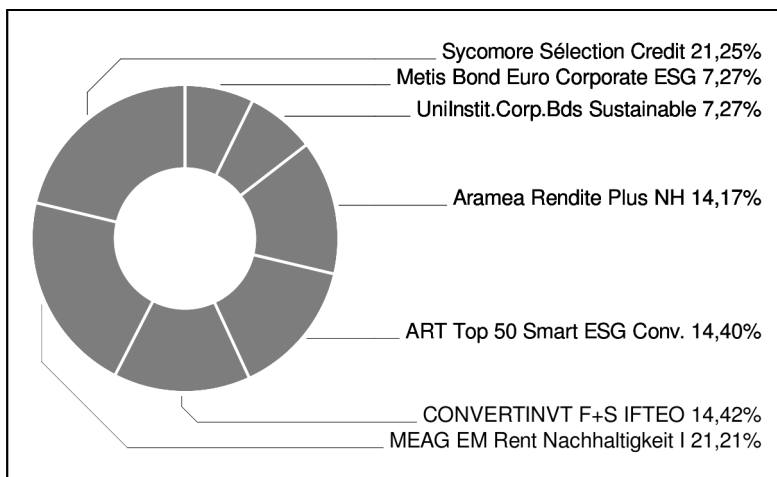 Sycomore Sélection Credit 21,25%
Metis Bond Euro Corporate ESG 7,27%
UniInstit.Corp.Bds Sustainable 7,27%
Aramea Rendite Plus NH 14,17%
ART Top 50 Smart ESG Conv. 14,40%
CONVERTINVT F+S IFTEO 14,42%
MEAG EM Rent Nachhaltigkeit I 21,21%